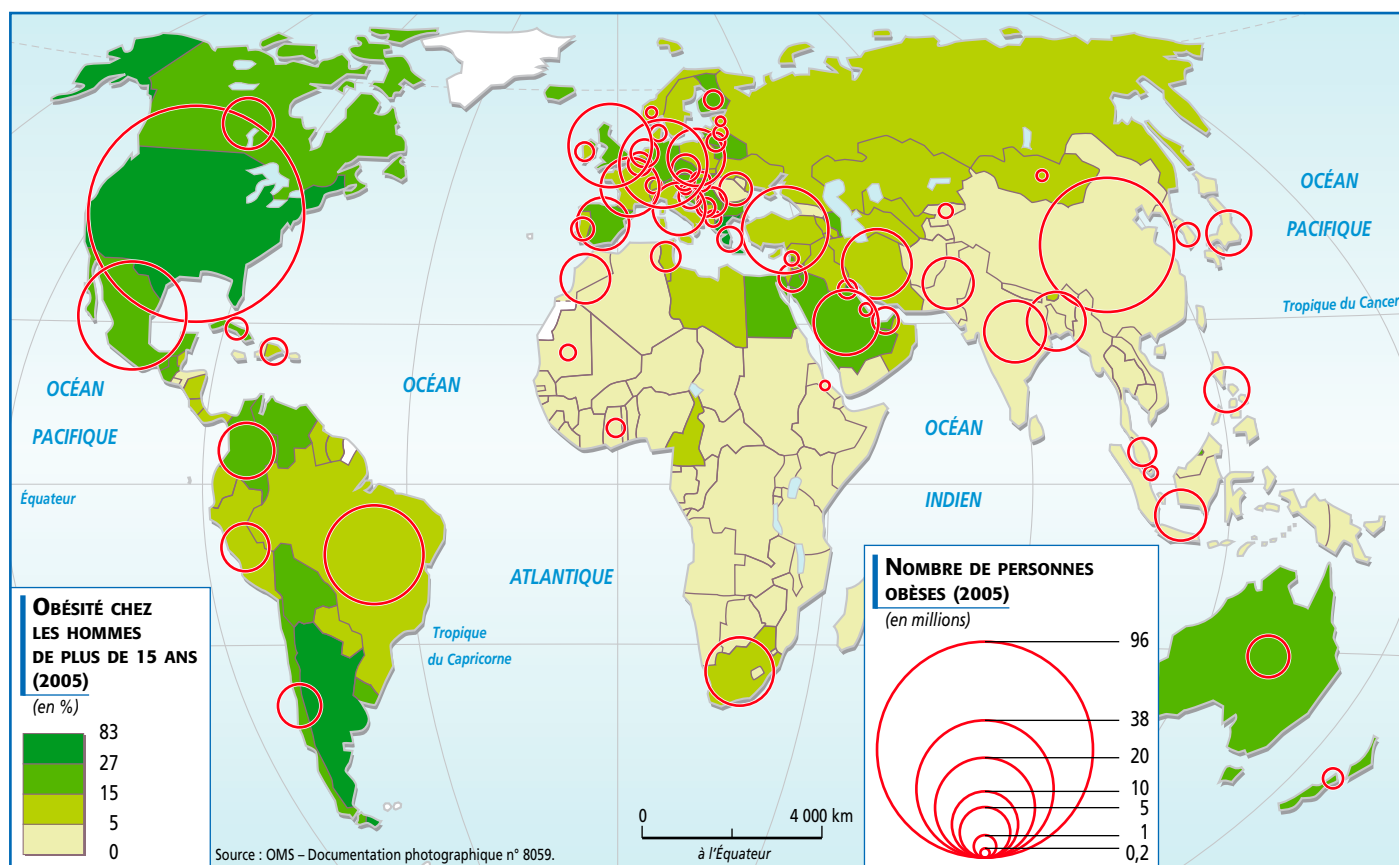 OCÉAN
PACIFIQUE
Tropique du Cancer
OCÉAN
PACIFIQUE
OCÉAN
ATLANTIQUE
OCÉAN
INDIEN
Équateur
Tropique
du Capricorne
OBÉSITÉ CHEZ
LES HOMMES
DE PLUS DE 15 ANS
(2005)
(en %)
83
27
15
5
0
Source : OMS – Documentation photographique n° 8059.
0 4 000 km
à l'Équateur
NOMBRE DE PERSONNES
OBÈSES (2005)
(en millions)
96
38
20
10
5
1
0,2